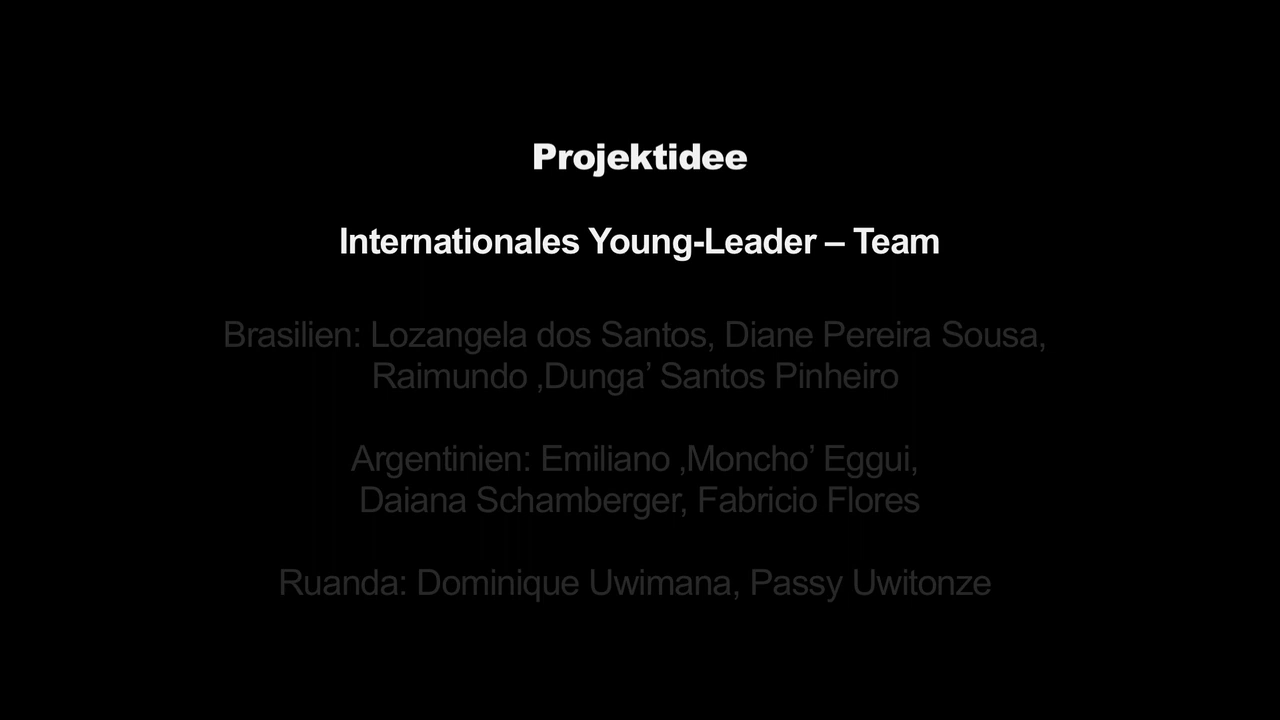 Projektidee
Internationales Young-Leader – Team
Brasilien: Lozangela dos Santos, Diane Pereira Sousa,
Raimundo ‚Dunga’ Santos Pinheiro
Argentinien: Emiliano ‚Moncho’ Eggui,
Daiana Schamberger, Fabricio Flores
Ruanda: Dominique Uwimana, Passy Uwitonze